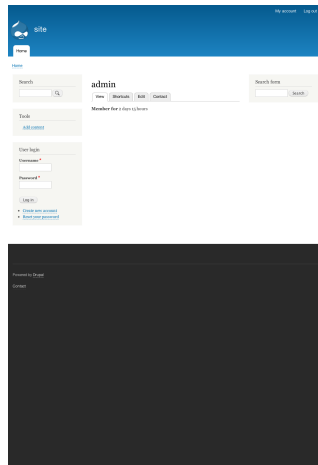 My account Log out
site
Home
Home
Search
Tools
Add content
User login
Username *
Password *
Log in
Create new account
Reset your password
admin
View Shortcuts Edit Contact
Member for 2 days 15 hours
Search form
Search
Powered by Drupal
Contact